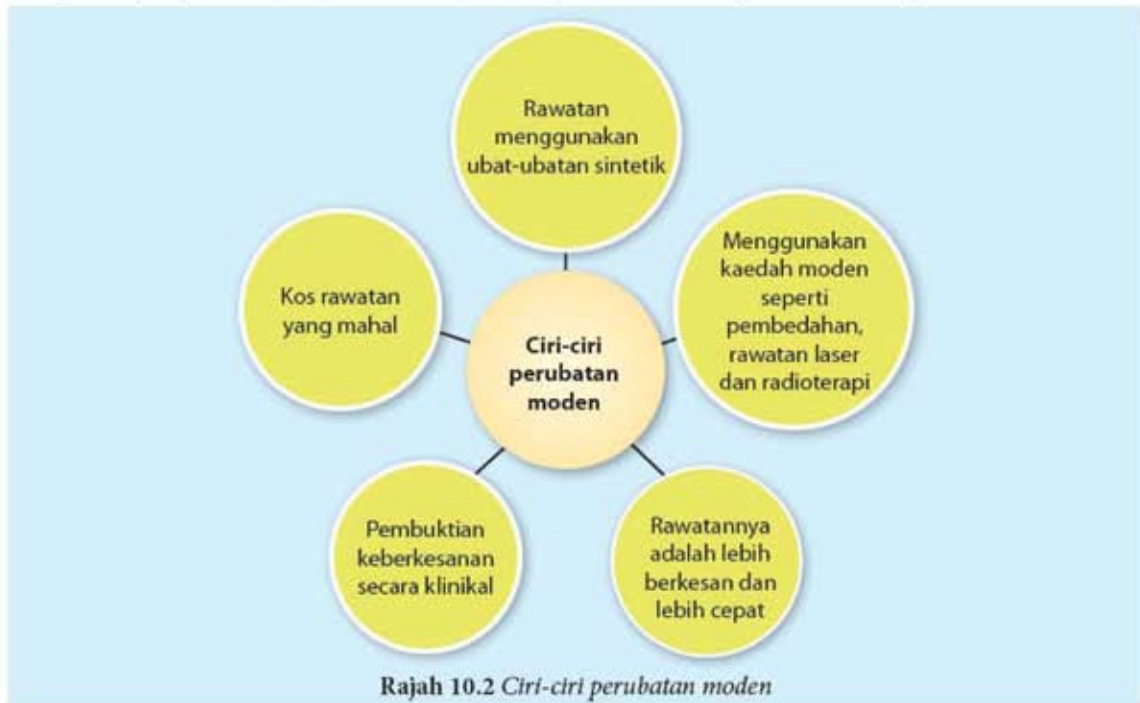 Rawatan
menggunakan
ubat-ubatan sintetik
Menggunakan
kaedah moden
seperti
pembedahan,
rawatan laser
dan radioterapi
Kos rawatan
yang mahal
Ciri-ciri
perubatan
moden
Pembuktian
keberkesanan
secara klinikal
Rawatannya
adalah lebih
berkesan dan
lebih cepat
Rajah 10.2 Ciri-ciri perubatan moden